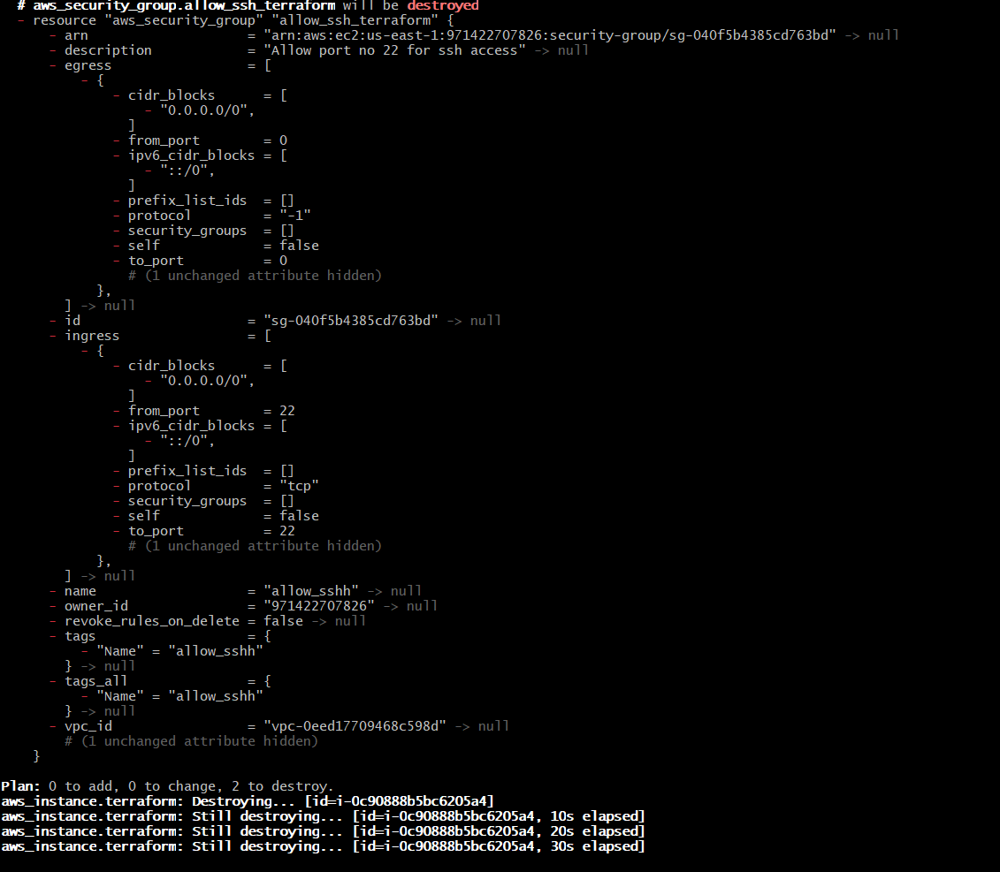 # aws_security_group.allow_ssh_terraform will be destroyed
- resource "aws_security_group" "allow_ssh_terraform" {
- arn = "arn:aws:ec2:us-east-1:971422707826:security-group/sg-040f5b4385cd763bd" -> null
- description = "Allow port no 22 for ssh access" -> null
- egress = [
- {
- cidr_blocks = [
- "0.0.0.0/0",
]
- from_port = 0
- ipv6_cidr_blocks = [
- "::/0",
]
- prefix_list_ids = []
- protocol = "-1"
- security_groups = []
- self = false
- to_port = 0
# (1 unchanged attribute hidden)
},
] -> null
- id = "sg-040f5b4385cd763bd" -> null
- ingress = [
- {
- cidr_blocks = [
- "0.0.0.0/0",
]
- from_port = 22
- ipv6_cidr_blocks = [
- "::/0",
]
- prefix_list_ids = []
- protocol = "tcp"
- security_groups = []
- self = false
- to_port = 22
# (1 unchanged attribute hidden)
},
] -> null
- name = "allow_sshh" -> null
- owner_id = "971422707826" -> null
- revoke_rules_on_delete = false -> null
- tags = {
- "Name" = "allow_sshh"
} -> null
- tags_all = {
- "Name" = "allow_sshh"
} -> null
- vpc_id = "vpc-0eed17709468c598d" -> null
# (1 unchanged attribute hidden)
}
Plan: 0 to add, 0 to change, 2 to destroy.
aws_instance.terraform: Destroying... [id=i-0c90888b5bc6205a4]
aws_instance.terraform: Still destroying... [id=i-0c90888b5bc6205a4, 10s elapsed]
aws_instance.terraform: Still destroying... [id=i-0c90888b5bc6205a4, 20s elapsed]
aws_instance.terraform: Still destroying... [id=i-0c90888b5bc6205a4, 30s elapsed]